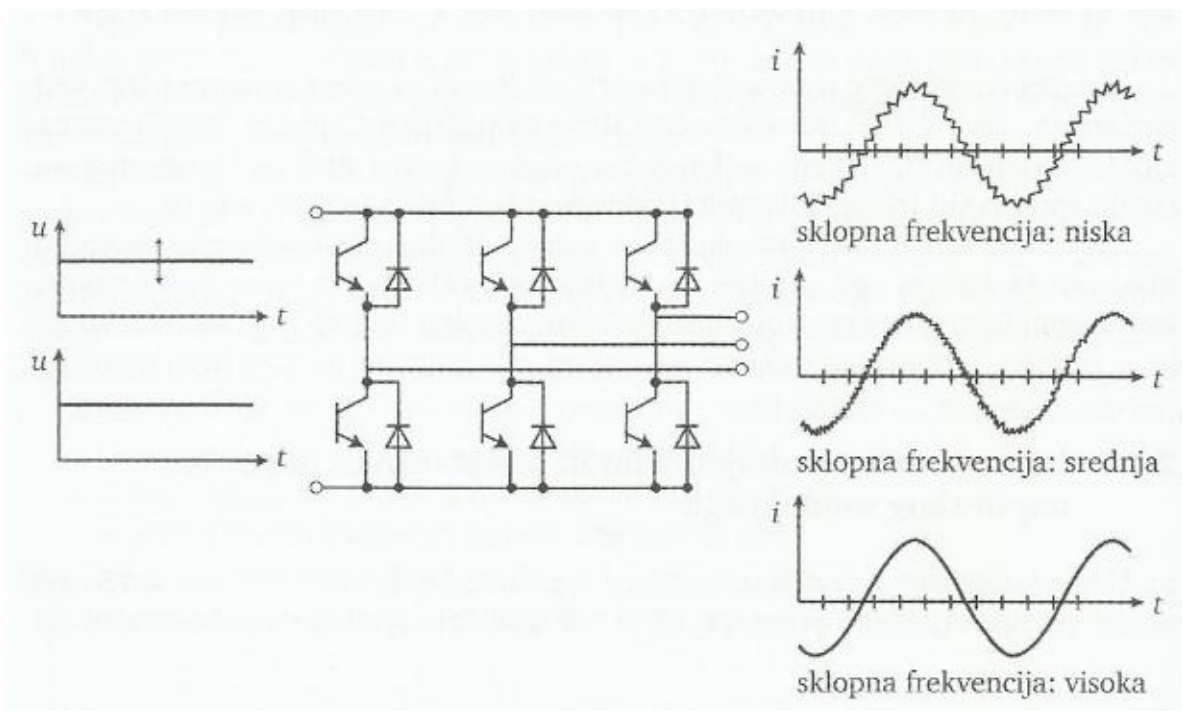 i
t
sklopna frekvencija: niska
u
t
u
t
i
t
sklopna frekvencija: srednja
i
t
sklopna frekvencija: visoka